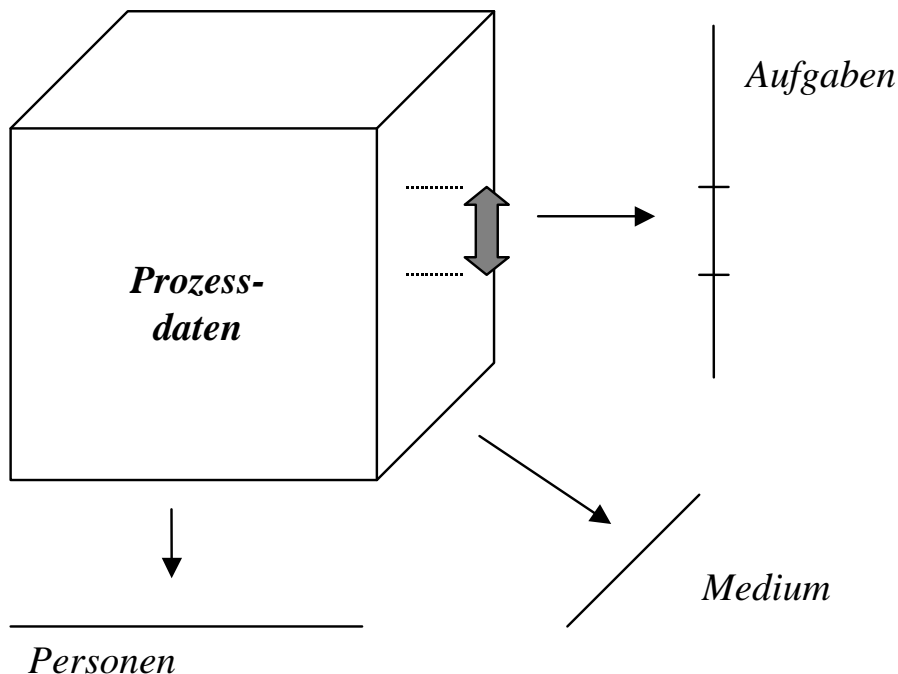 Aufgaben
Prozess-
daten
Medium
Personen